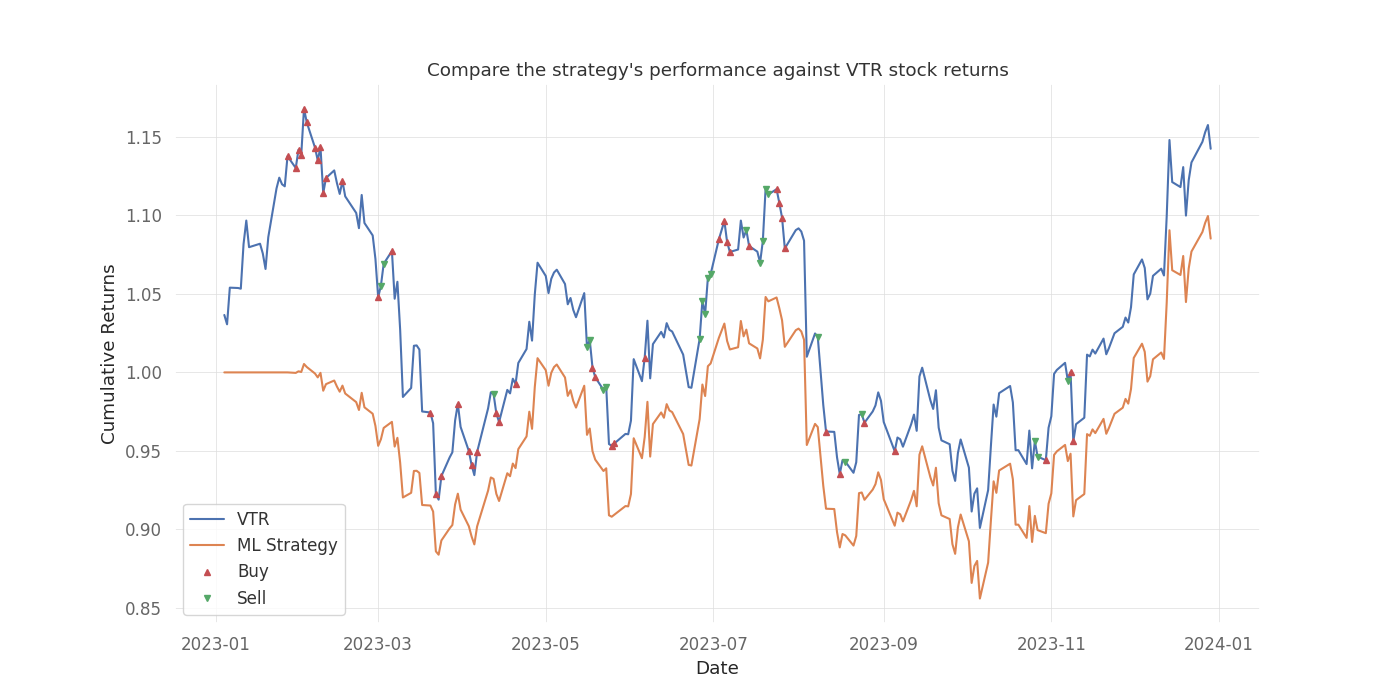 Compare the strategy's performance against VTR stock returns
Cumulative Returns
1.15
1.10
1.05
1.00
0.95
0.90
0.85
VTR
ML Strategy
Buy
Sell
2023-01 2023-03 2023-05 2023-07 2023-09 2023-11 2024-01
Date